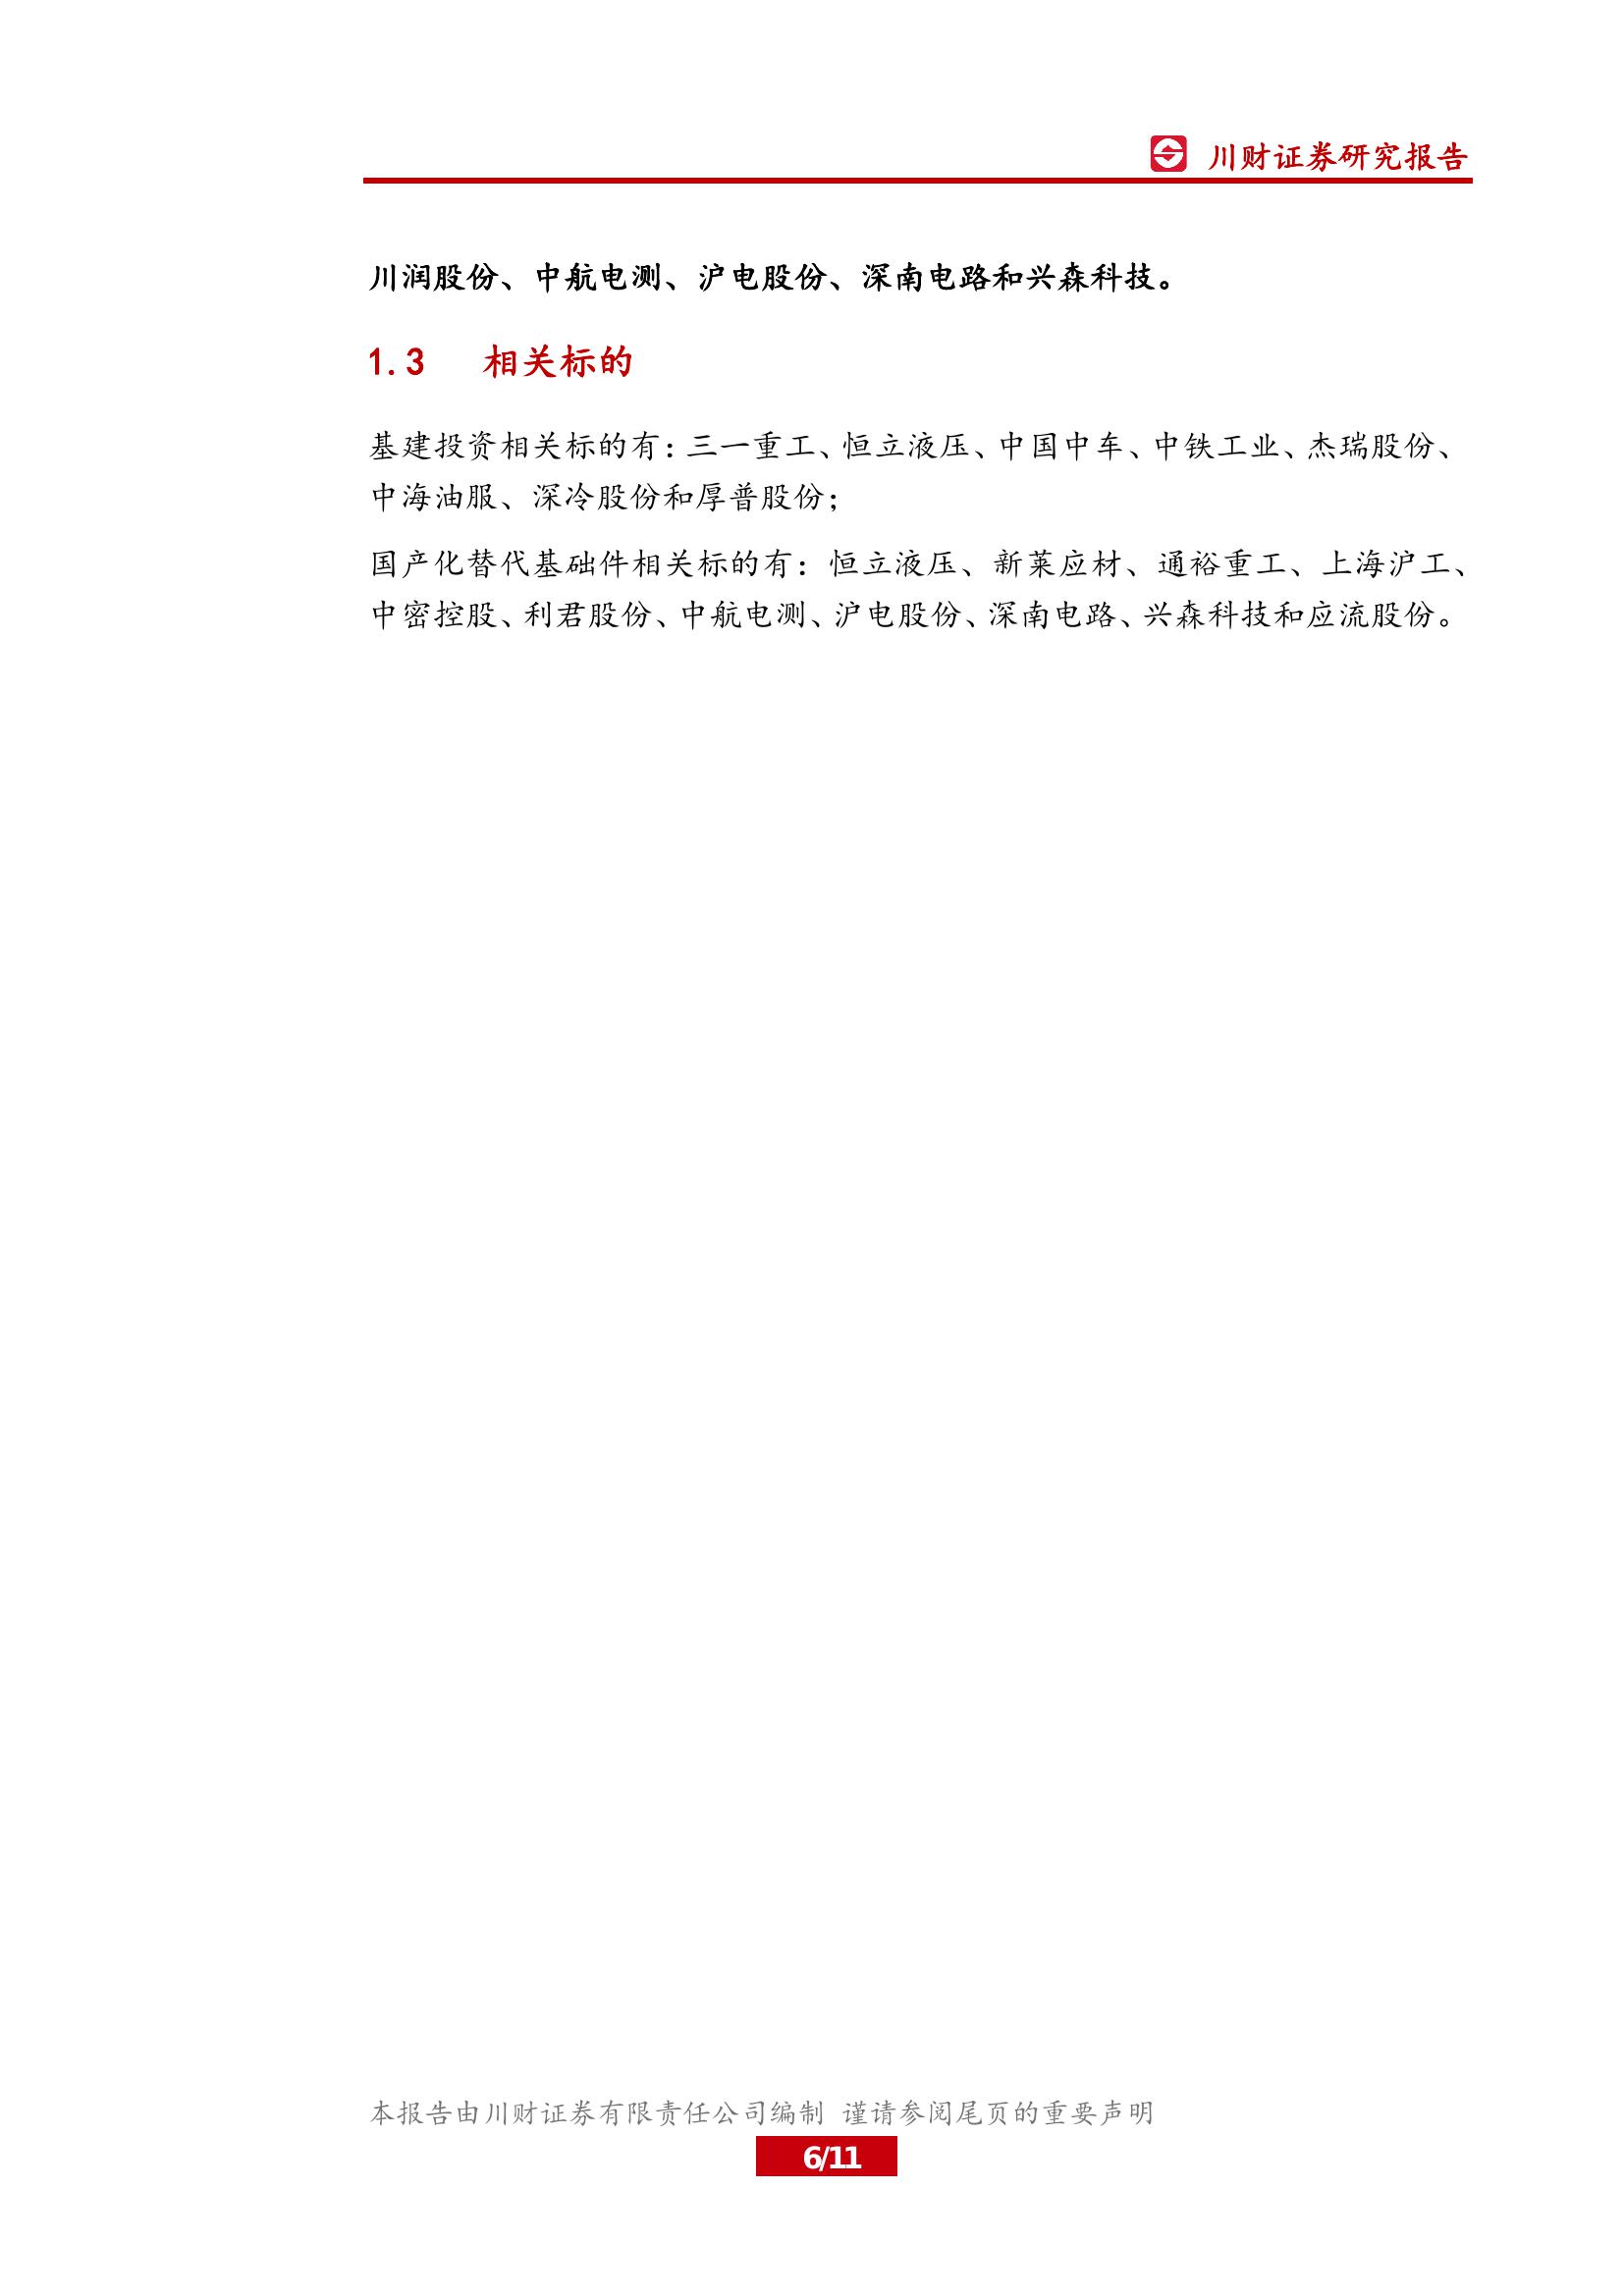 川财证券研究报告
川润股份、中航电测、沪电股份、深南电路和兴森科技。
1.3 相关标的
基建投资相关标的有：三一重工、恒立液压、中国中车、中铁工业、杰瑞股份、
中海油服、深冷股份和厚普股份；
国产化替代基础件相关标的有：恒立液压、新莱应材、通裕重工、上海沪工、
中密控股、利君股份、中航电测、沪电股份、深南电路、兴森科技和应流股份。
本报告由川财证券有限责任公司编制 谨请参阅尾页的重要声明
6/11